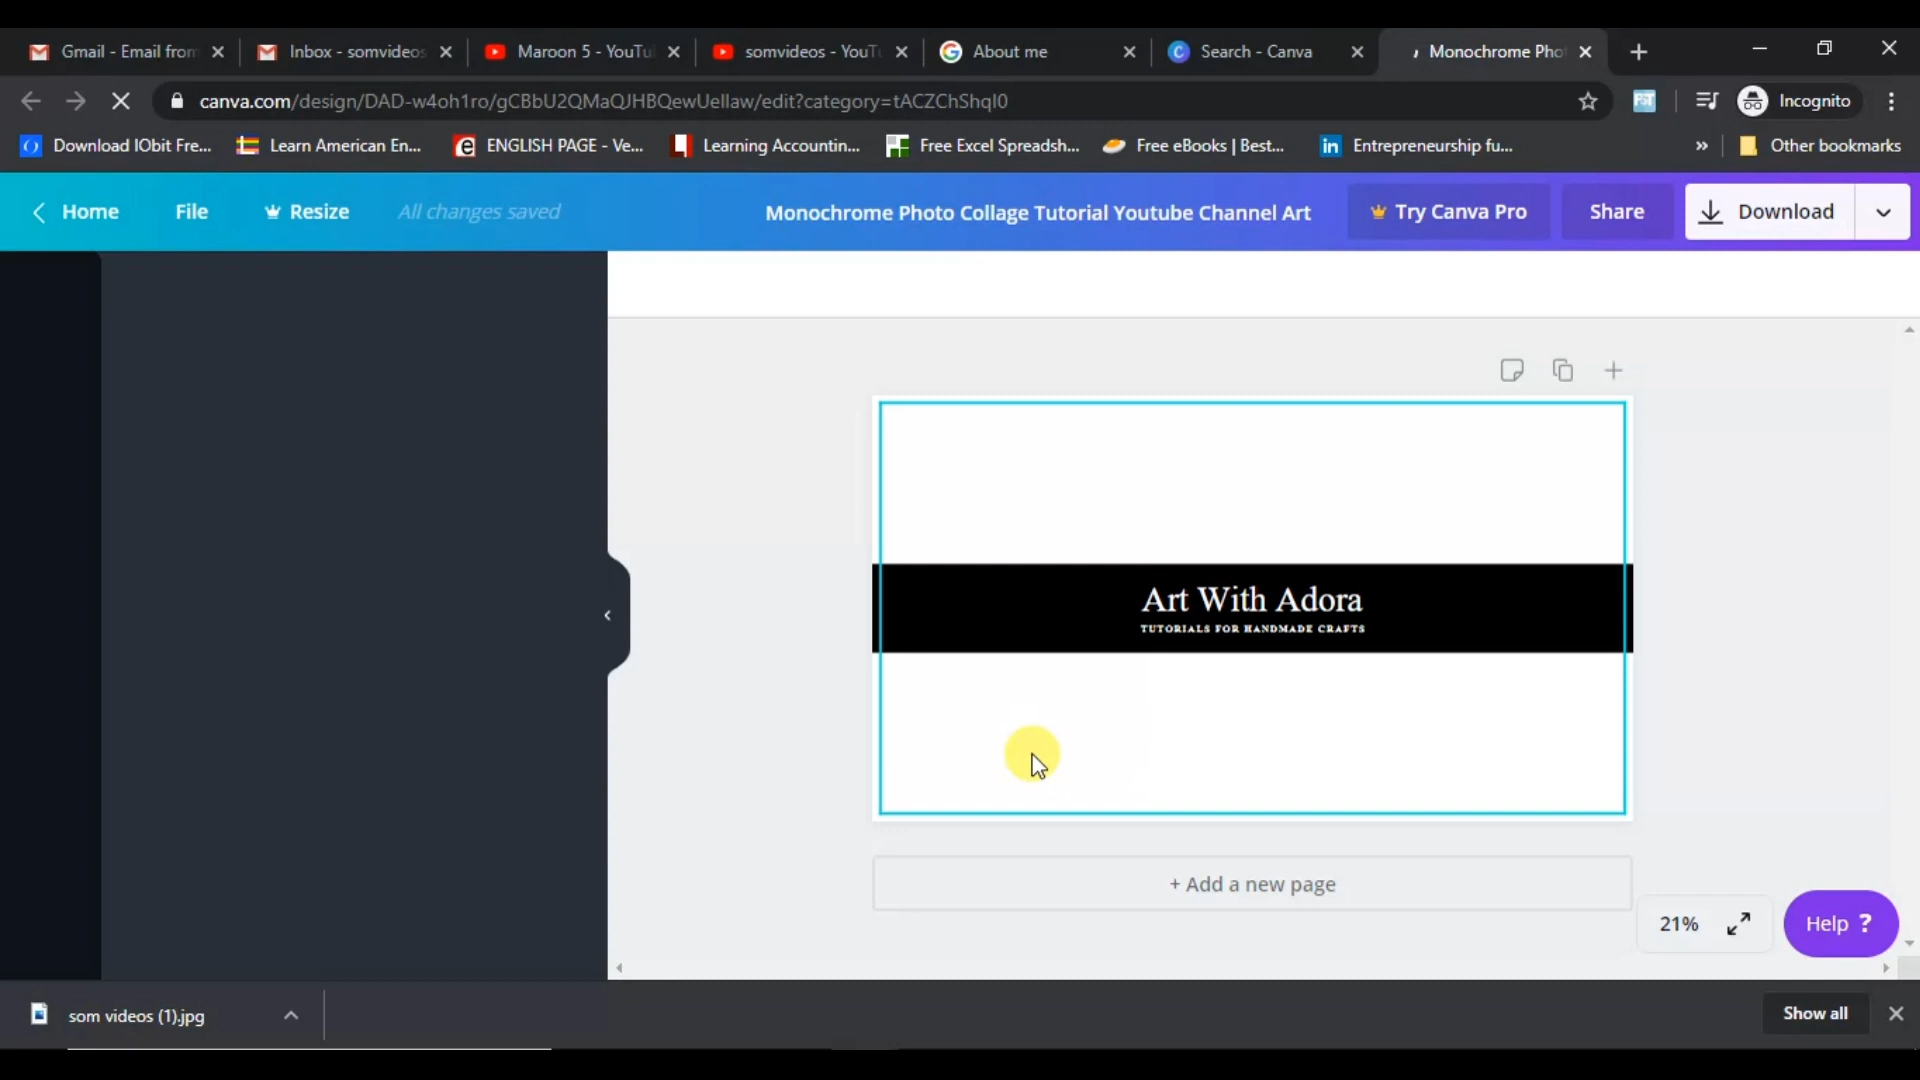 Gmail - Email from
Inbox - somvideos
Maroon 5 - YouTu
somvideos - YouTu
About me
Search - Canva
Monochrome Pho
canva.com/design/DAD-w4oh1ro/gCBbU2QMaQJHBQewUellaw/edit?category=tACZChShqI0
PST
Incognito
Download IObit Fre...
Learn American En...
ENGLISH PAGE - Ve...
Learning Accountin...
Free Excel Spreadsh...
Free eBooks | Best...
Entrepreneurship fu...
»
Other bookmarks
Home
File
Resize
All changes saved
Monochrome Photo Collage Tutorial Youtube Channel Art
Try Canva Pro
Share
Download
Art With Adora
TUTORIALS FOR HANDMADE CRAFTS
+ Add a new page
21%
Help ?
som videos (1).jpg
Show all